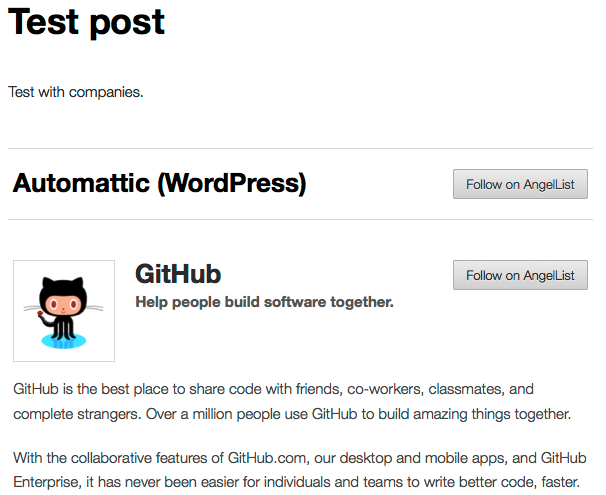 Test post
Test with companies.
Automattic (WordPress)
Follow on AngelList
GitHub
Follow on AngelList
Help people build software together.
GitHub is the best place to share code with friends, co-workers, classmates, and
complete strangers. Over a million people use GitHub to build amazing things together.
With the collaborative features of GitHub.com, our desktop and mobile apps, and GitHub
Enterprise, it has never been easier for individuals and teams to write better code, faster.